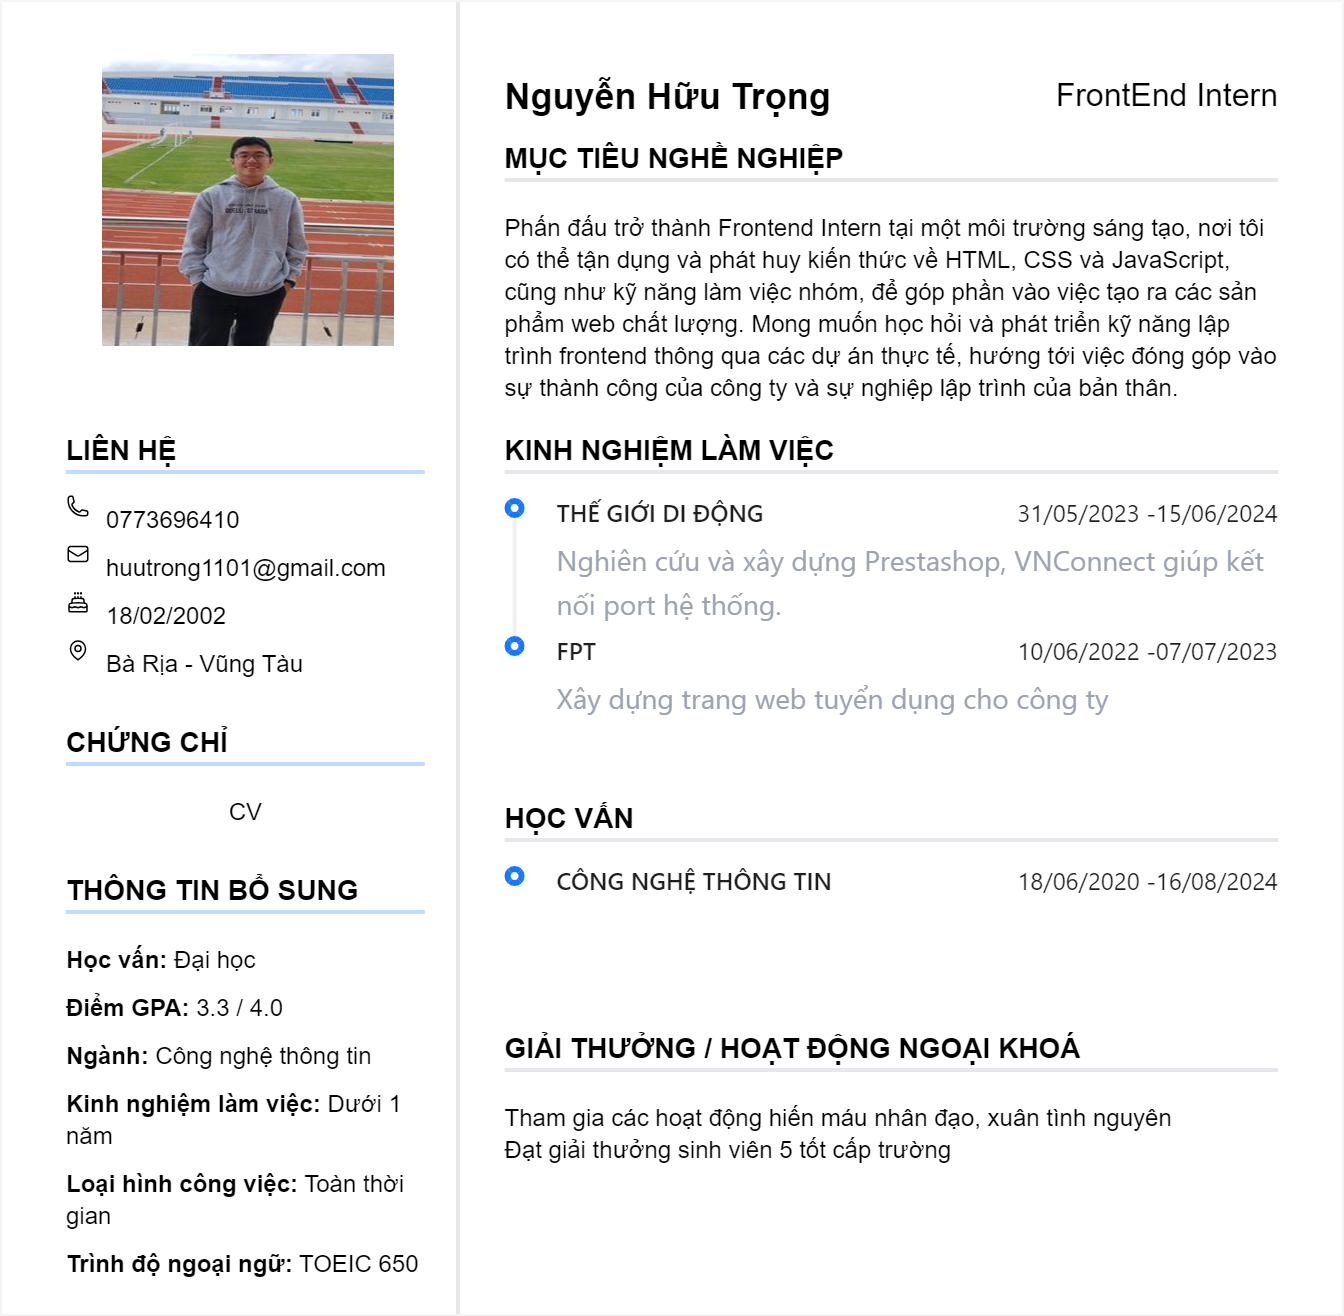 LIÊN HỆ
0773696410
huutrong1101@gmail.com
18/02/2002
Bà Rịa - Vũng Tàu
CHỨNG CHỈ
CV
THÔNG TIN BỔ SUNG
Học vấn: Đại học
Điểm GPA: 3.3 / 4.0
Ngành: Công nghệ thông tin
Kinh nghiệm làm việc: Dưới 1
năm
Loại hình công việc: Toàn thời
gian
Trình độ ngoại ngữ: TOEIC 650
Nguyễn Hữu Trọng
FrontEnd Intern
MỤC TIÊU NGHỀ NGHIỆP
Phấn đấu trở thành Frontend Intern tại một môi trường sáng tạo, nơi tôi
có thể tận dụng và phát huy kiến thức về HTML, CSS và JavaScript,
cũng như kỹ năng làm việc nhóm, để góp phần vào việc tạo ra các sản
phẩm web chất lượng. Mong muốn học hỏi và phát triển kỹ năng lập
trình frontend thông qua các dự án thực tế, hướng tới việc đóng góp vào
sự thành công của công ty và sự nghiệp lập trình của bản thân.
KINH NGHIỆM LÀM VIỆC
THẾ GIỚI DI ĐỘNG 31/05/2023 -15/06/2024
Nghiên cứu và xây dựng Prestashop, VNConnect giúp kết
nối port hệ thống.
FPT 10/06/2022 -07/07/2023
Xây dựng trang web tuyển dụng cho công ty
HỌC VẤN
CÔNG NGHỆ THÔNG TIN 18/06/2020 -16/08/2024
GIẢI THƯỞNG / HOẠT ĐỘNG NGOẠI KHOÁ
Tham gia các hoạt động hiến máu nhân đạo, xuân tình nguyên
Đạt giải thưởng sinh viên 5 tốt cấp trường